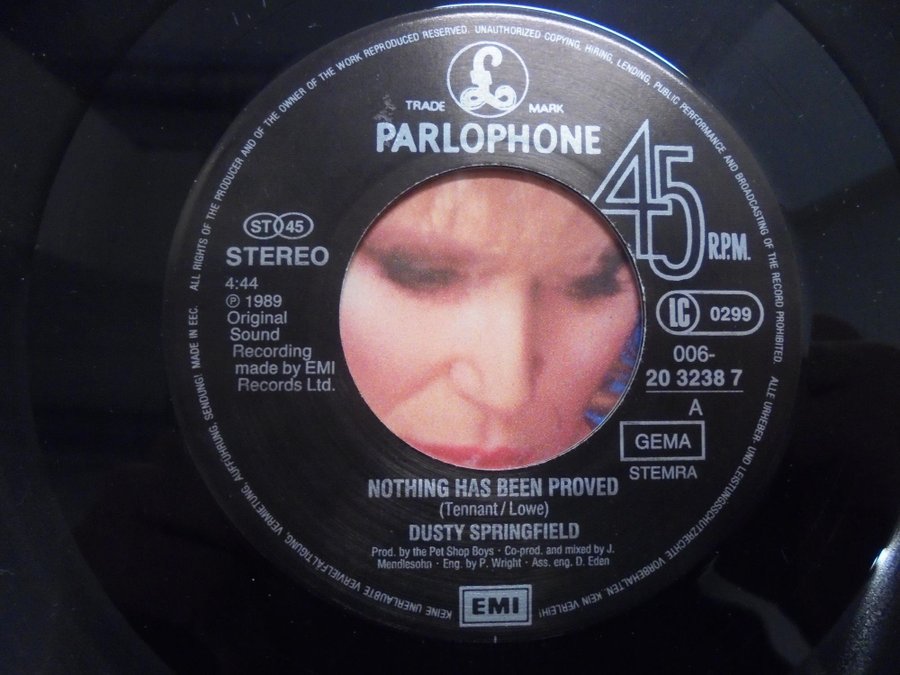 ALL RIGHTS OF THE PRODUCER AND OF THE OWNER OF THE WORK REPRODUCED RESERVED. UNAUTHORIZED COPYING, HIRING, LENDING, PUBLIC PERFORMANCE AND BROADCASTING OF THE RECORD PROHIBITED.
ALLE URHEBER- UND LEISTUNGSSCHUTZRECHTE VORBEHALTEN. KEIN VERLEIH! KEINE UNERLAUBTE VERVIELFÄLTIGUNG, VERMIETUNG, AUFFÜHRUNG, SENDUNG! MADE IN EEC.
£
TRADE MARK
PARLOPHONE
45
R.P.M.
ST 45
STEREO
4:44
℗ 1989
Original
Sound
Recording
made by EMI
Records Ltd.
LC 0299
006-
20 3238 7
A
GEMA
STEMRA
NOTHING HAS BEEN PROVED
(Tennant / Lowe)
DUSTY SPRINGFIELD
Prod. by the Pet Shop Boys · Co-prod. and mixed by J.
Mendlesohn · Eng. by P. Wright · Ass. eng. D. Eden
EMI